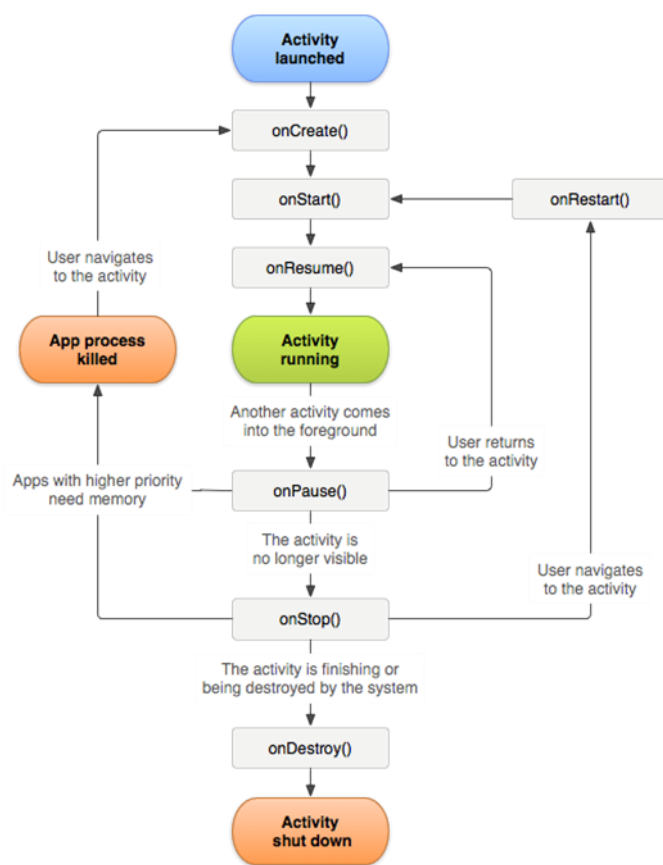 Activity
launched
onCreate()
onStart()
onRestart()
User navigates
to the activity
onResume()
App process
killed
Activity
running
Another activity comes
into the foreground
User returns
to the activity
Apps with higher priority
need memory
onPause()
The activity is
no longer visible
User navigates
to the activity
onStop()
The activity is finishing or
being destroyed by the system
onDestroy()
Activity
shut down